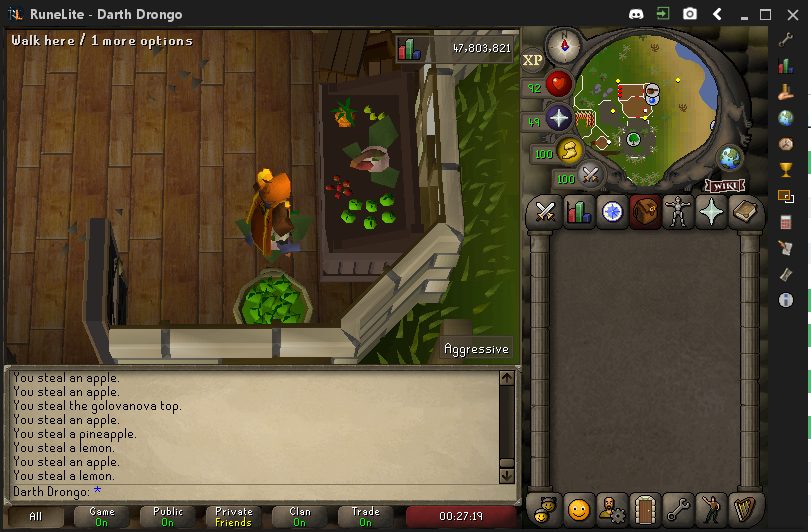 RuneLite - Darth Drongo
Walk here / 1 more options
47,803,821
XP
N
92
49
100
100
WIKI
Aggressive
You steal an apple.
You steal an apple.
You steal the golovanova top.
You steal an apple.
You steal a pineapple.
You steal a lemon.
You steal an apple.
You steal a lemon.
Darth Drongo: *
All
Game
On
Public
On
Private
Friends
Clan
On
Trade
On
00:27:19